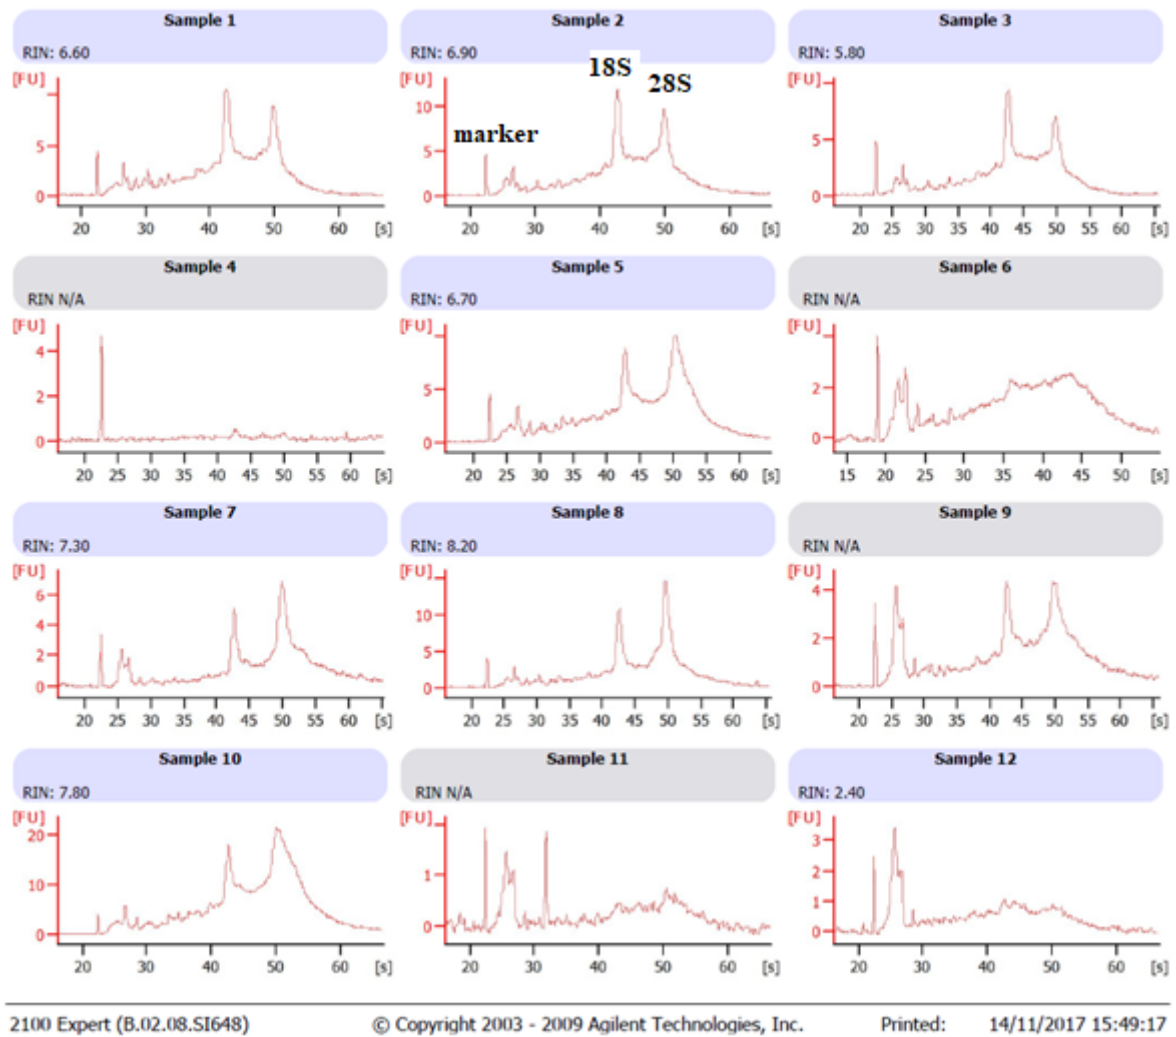 Sample 1
Sample 2
Sample 3
RIN: 6.60
RIN: 6.90
RIN: 5.80
[FU]
5
0
20
30
40
50
60
[s]
[FU]
10
5
0
marker
18S
28S
20
30
40
50
60
[s]
[FU]
5
0
20
25
30
35
40
45
50
55
60
65
[s]
Sample 4
Sample 5
Sample 6
RIN N/A
RIN: 6.70
RIN N/A
[FU]
4
2
0
20
25
30
35
40
45
50
55
60
[s]
[FU]
5
0
20
25
30
35
40
45
50
55
60
[s]
[FU]
2
0
15
20
25
30
35
40
45
50
[s]
Sample 7
Sample 8
Sample 9
RIN: 7.30
RIN: 8.20
RIN N/A
[FU]
6
4
2
0
20
25
30
35
40
45
50
55
60
65
[s]
[FU]
10
5
0
20
25
30
35
40
45
50
55
60
[s]
[FU]
4
2
0
20
25
30
35
40
45
50
55
60
65
[s]
Sample 10
Sample 11
Sample 12
RIN: 7.80
RIN N/A
RIN: 2.40
[FU]
20
10
0
20
30
40
50
60
[s]
[FU]
1
0
20
30
40
50
60
[s]
[FU]
3
2
1
0
20
30
40
50
60
[s]
2100 Expert (B.02.08.SI648)
© Copyright 2003 - 2009 Agilent Technologies, Inc.
Printed: 14/11/2017 15:49:17